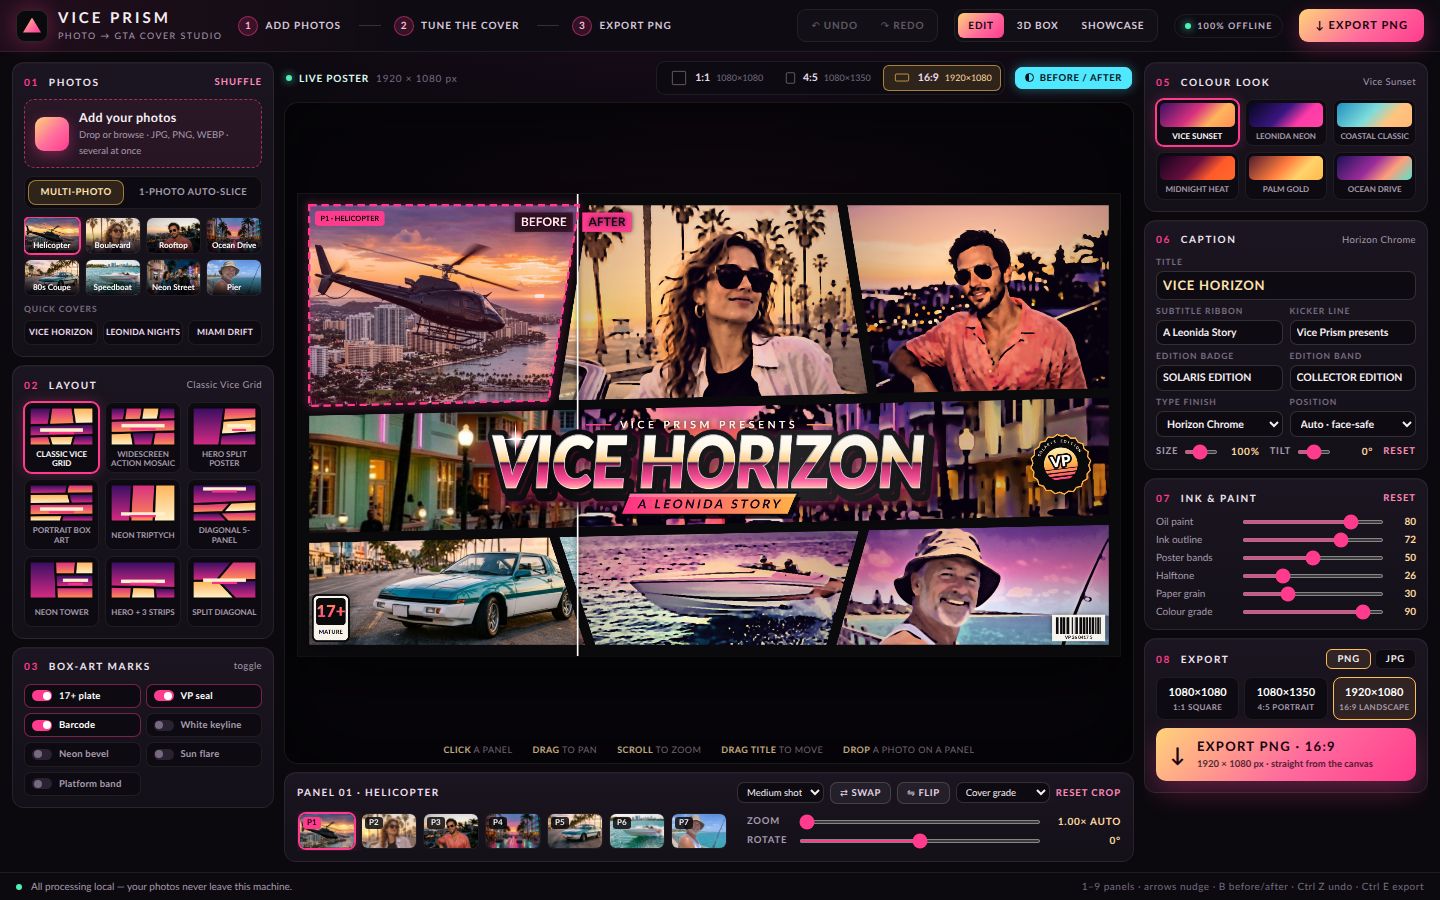 VICE PRISM
PHOTO → GTA COVER STUDIO
1 ADD PHOTOS
2 TUNE THE COVER
3 EXPORT PNG
↶ UNDO
↷ REDO
EDIT
3D BOX
SHOWCASE
100% OFFLINE
↓ EXPORT PNG
01 PHOTOS
SHUFFLE
Add your photos
Drop or browse · JPG, PNG, WEBP ·
several at once
MULTI-PHOTO
1-PHOTO AUTO-SLICE
Helicopter
Boulevard
Rooftop
Ocean Drive
80s Coupe
Speedboat
Neon Street
Pier
QUICK COVERS
VICE HORIZON
LEONIDA NIGHTS
MIAMI DRIFT
02 LAYOUT
Classic Vice Grid
CLASSIC VICE
GRID
WIDESCREEN
ACTION MOSAIC
HERO SPLIT
POSTER
PORTRAIT BOX
ART
NEON TRIPTYCH
DIAGONAL 5-
PANEL
NEON TOWER
HERO + 3 STRIPS
SPLIT DIAGONAL
03 BOX-ART MARKS
toggle
17+ plate
VP seal
Barcode
White keyline
Neon bevel
Sun flare
Platform band
LIVE POSTER 1920 × 1080 px
1:1 1080×1080
4:5 1080×1350
16:9 1920×1080
BEFORE / AFTER
P1 · HELICOPTER
BEFORE
AFTER
VICE PRISM PRESENTS
VICE HORIZON
A LEONIDA STORY
SOLARIS EDITION
VP
17+
MATURE
CLICK A PANEL
DRAG TO PAN
SCROLL TO ZOOM
DRAG TITLE TO MOVE
DROP A PHOTO ON A PANEL
PANEL 01 · HELICOPTER
Medium shot
⇄ SWAP
⇋ FLIP
Cover grade
RESET CROP
P1
P2
P3
P4
P5
P6
P7
ZOOM
1.00× AUTO
ROTATE
0°
05 COLOUR LOOK
Vice Sunset
VICE SUNSET
LEONIDA NEON
COASTAL CLASSIC
MIDNIGHT HEAT
PALM GOLD
OCEAN DRIVE
06 CAPTION
Horizon Chrome
TITLE
VICE HORIZON
SUBTITLE RIBBON
KICKER LINE
A Leonida Story
Vice Prism presents
EDITION BADGE
EDITION BAND
SOLARIS EDITION
COLLECTOR EDITION
TYPE FINISH
POSITION
Horizon Chrome
Auto · face-safe
SIZE
100%
TILT
0°
RESET
07 INK & PAINT
RESET
Oil paint 80
Ink outline 72
Poster bands 50
Halftone 26
Paper grain 30
Colour grade 90
08 EXPORT
PNG
JPG
1080×1080
1:1 SQUARE
1080×1350
4:5 PORTRAIT
1920×1080
16:9 LANDSCAPE
↓ EXPORT PNG · 16:9
1920 × 1080 px · straight from the canvas
All processing local — your photos never leave this machine.
1–9 panels · arrows nudge · B before/after · Ctrl Z undo · Ctrl E export